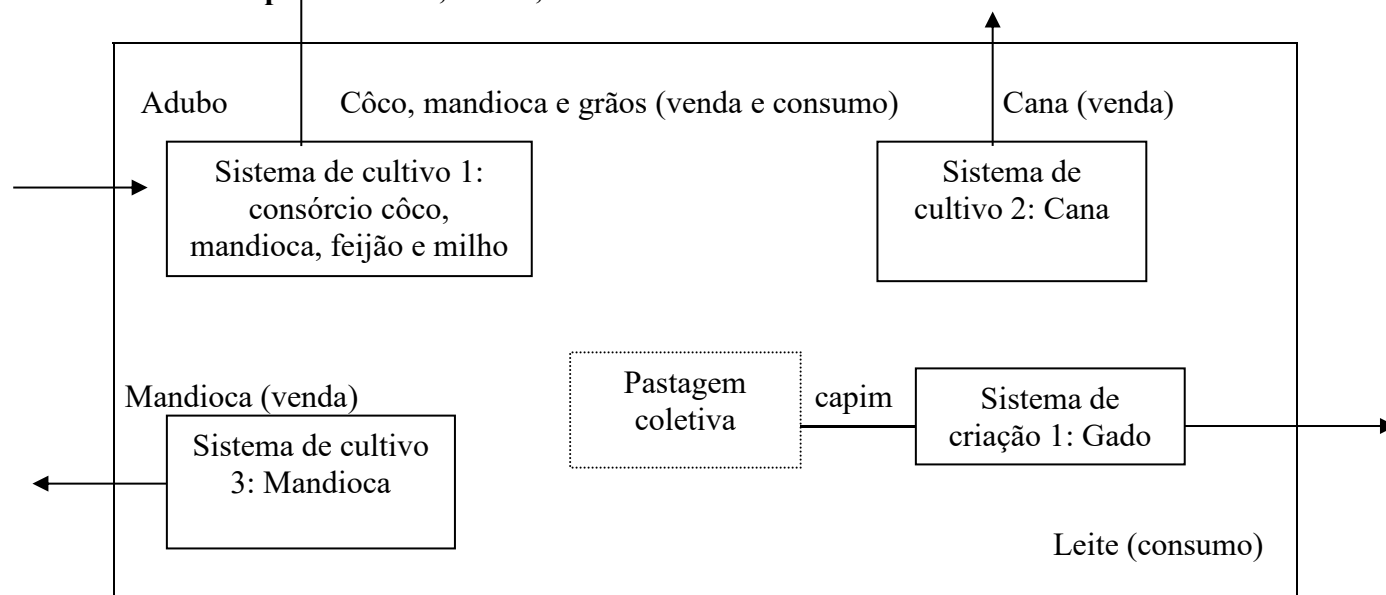 Adubo
Côco, mandioca e grãos (venda e consumo)
Cana (venda)
Sistema de cultivo 1:
consórcio côco,
mandioca, feijão e milho
Sistema de
cultivo 2: Cana
Mandioca (venda)
Sistema de cultivo
3: Mandioca
Pastagem
coletiva
capim
Sistema de
criação 1: Gado
Leite (consumo)